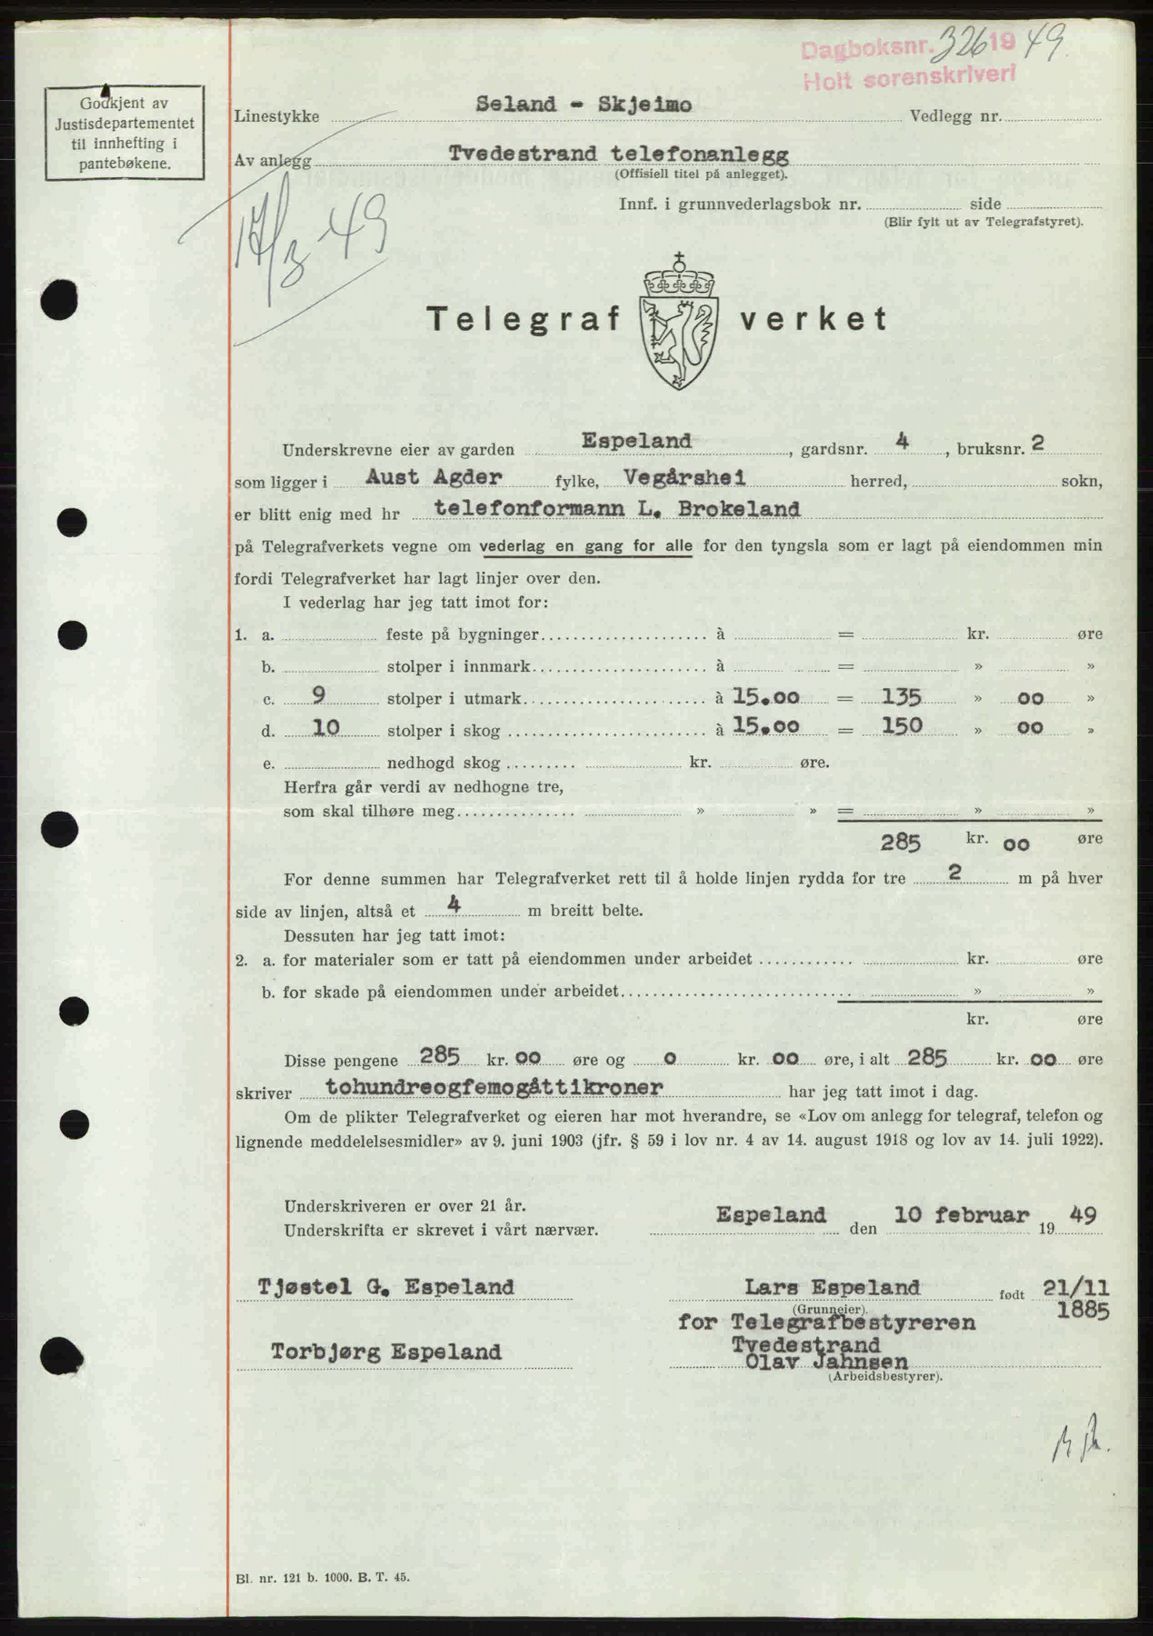 Dagboksnr. 326 1949.
Holt sorenskriveri
Godkjent av
Justisdepartementet
til innhefting i
pantebøkene.
Linestykke Seland - Skjeimo Vedlegg nr.
Av anlegg Tvedestrand telefonanlegg
(Offisiell titel på anlegget).
Innf. i grunnvederlagsbok nr. side
(Blir fylt ut av Telegrafstyret).
17/3-49
Telegrafverket
Underskrevne eier av garden Espeland, gardsnr. 4, bruksnr. 2
som ligger i Aust Agder fylke, Vegårshei herred, sokn,
er blitt enig med hr telefonformann L. Brokeland
på Telegrafverkets vegne om vederlag en gang for alle for den tyngsla som er lagt på eiendommen min
fordi Telegrafverket har lagt linjer over den.
I vederlag har jeg tatt imot for:
1. a. feste på bygninger à = kr. øre
b. stolper i innmark à = » »
c. 9 stolper i utmark à 15.00 = 135 » 00 »
d. 10 stolper i skog à 15.00 = 150 » 00 »
e. nedhogd skog kr. øre.
Herfra går verdi av nedhogne tre,
som skal tilhøre meg » » = » »
285 kr. 00 øre
For denne summen har Telegrafverket rett til å holde linjen rydda for tre 2 m på hver
side av linjen, altså et 4 m breitt belte.
Dessuten har jeg tatt imot:
2. a. for materialer som er tatt på eiendommen under arbeidet kr. øre
b. for skade på eiendommen under arbeidet » »
kr. øre
Disse pengene 285 kr. 00 øre og 0 kr. 00 øre, i alt 285 kr. 00 øre
skriver tohundreogfemogåttikroner har jeg tatt imot i dag.
Om de plikter Telegrafverket og eieren har mot hverandre, se «Lov om anlegg for telegraf, telefon og
lignende meddelelsesmidler» av 9. juni 1903 (jfr. § 59 i lov nr. 4 av 14. august 1918 og lov av 14. juli 1922).
Underskriveren er over 21 år.
Underskrifta er skrevet i vårt nærvær.
Espeland den 10 februar 1949
Tjøstel G. Espeland
Lars Espeland født 21/11
(Grunneier). 1885
for Telegrafbestyreren
Tvedestrand
Torbjørg Espeland
Olav Jahnsen
(Arbeidsbestyrer).
Bl. nr. 121 b. 1000. B. T. 45.